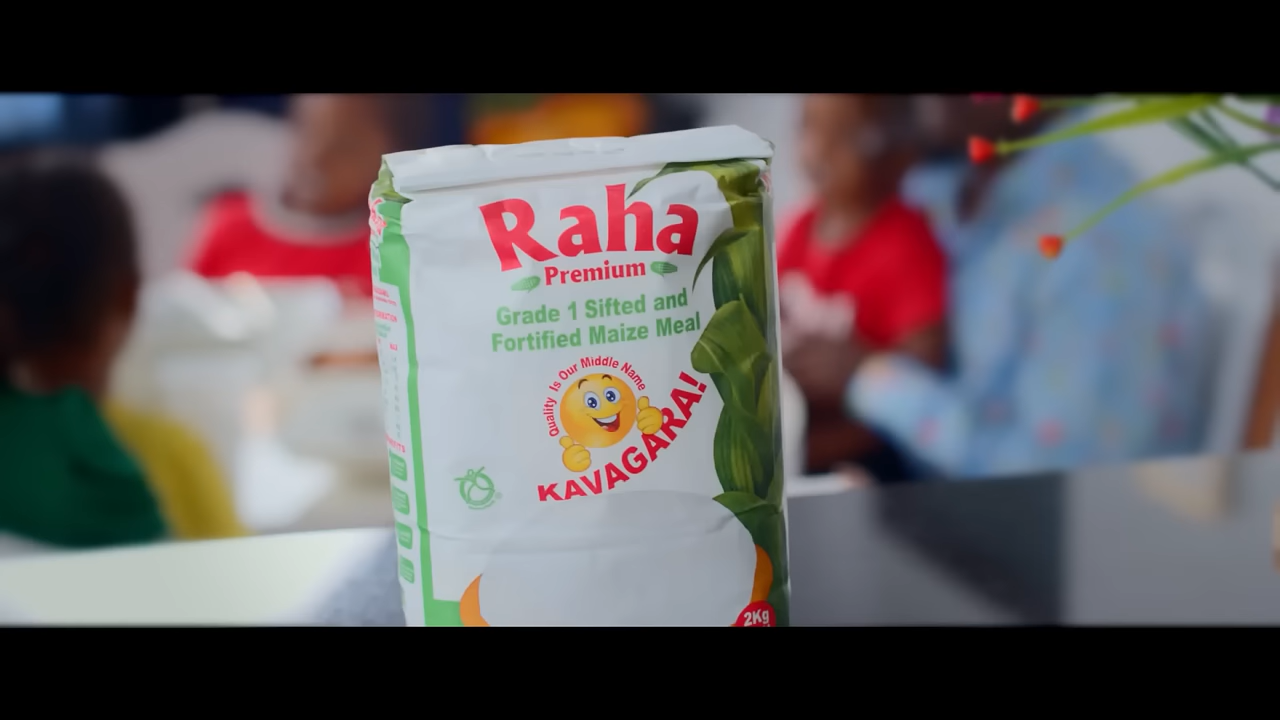 Raha
Premium
Grade 1 Sifted and
Fortified Maize Meal
Quality Is Our Middle Name
KAVAGARA!
2Kg